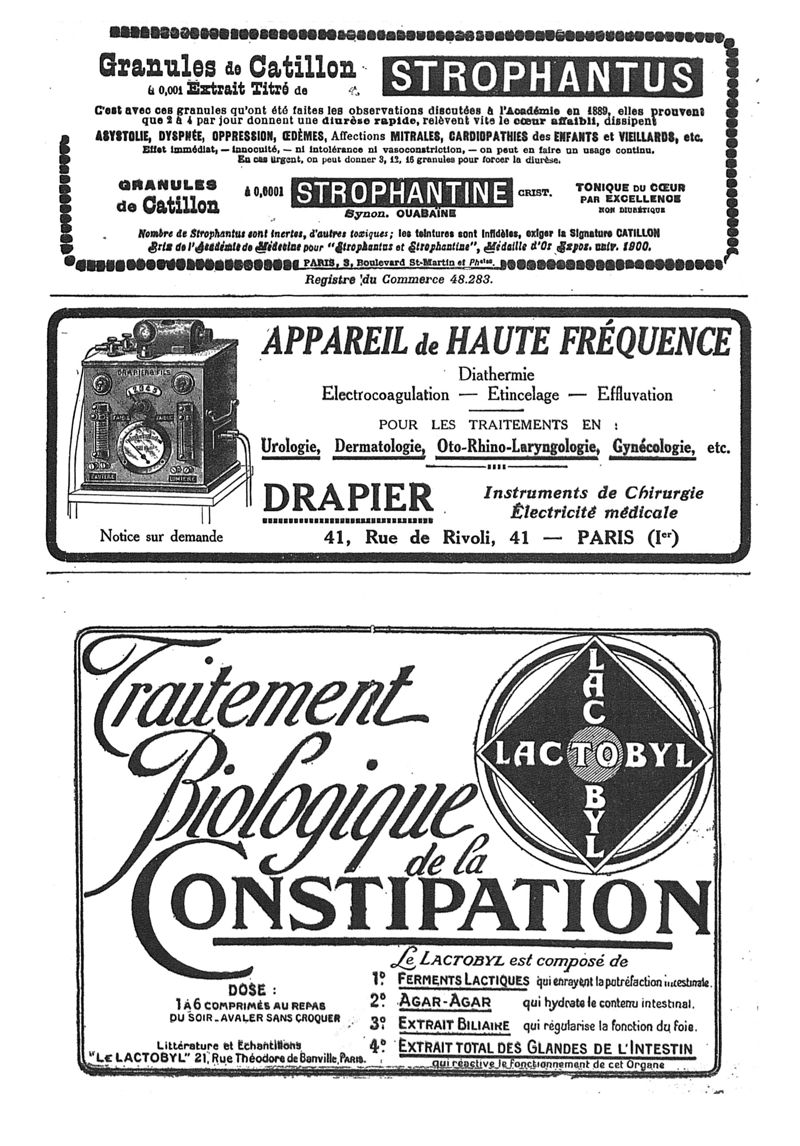 Granules de Catillon
à 0,001 Extrait Titré de
STROPHANTUS
C'est avec ces granules qu'ont été faites les observations discutées à l'Académie en 1889, elles prouvent
que 2 à 4 par jour donnent une diurèse rapide, relèvent vite le cœur affaibli, dissipent
ASYSTOLIE, DYSPNÉE, OPPRESSION, ŒDÈMES, Affections MITRALES, CARDIOPATHIES des ENFANTS et VIEILLARDS, etc.
Effet immédiat, — innocuité, — ni intolérance ni vasoconstriction, — on peut en faire un usage continu.
En cas urgent, on peut donner 3, 12, 16 granules pour forcer la diurèse.
GRANULES
de Catillon
à 0,0001
STROPHANTINE
CRIST.
Synon. OUABAÏNE
TONIQUE du CŒUR
PAR EXCELLENCE
NON DIURÉTIQUE
Nombre de Strophantus sont inertes, d'autres toxiques; les teintures sont infidèles, exiger la Signature CATILLON
Prix de l'Académie de Médecine pour "Strophantus et Strophantine", Médaille d'Or Expos. univ. 1900.
PARIS, 3, Boulevard St-Martin et Phcies.
Registre du Commerce 48.283.
APPAREIL de HAUTE FRÉQUENCE
Diathermie
Electrocoagulation — Etincelage — Effluvation
POUR LES TRAITEMENTS EN :
Urologie, Dermatologie, Oto-Rhino-Laryngologie, Gynécologie, etc.
DRAPIER & FILS
2043
CAUTÈRE
LUMIÈRE
Notice sur demande
DRAPIER
Instruments de Chirurgie
Électricité médicale
41, Rue de Rivoli, 41 — PARIS (Ier)
Traitement
Biologique
de la
CONSTIPATION
LACTOBYL
LACTOBYL
Le LACTOBYL est composé de
1° FERMENTS LACTIQUES qui enrayent la putréfaction intestinale.
2° AGAR-AGAR qui hydrate le contenu intestinal.
3° EXTRAIT BILIAIRE qui régularise la fonction du foie.
4° EXTRAIT TOTAL DES GLANDES DE L'INTESTIN
qui réactive le fonctionnement de cet Organe
DOSE :
1 À 6 COMPRIMÉS AU REPAS
DU SOIR_AVALER SANS CROQUER
Littérature et Echantillons
"LE LACTOBYL" 21, Rue Théodore de Banville, PARIS.